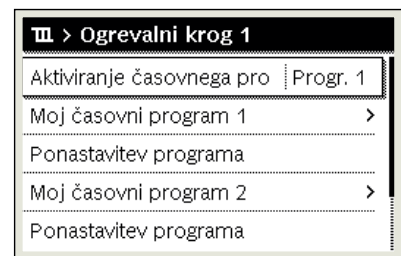 > Ogrevalni krog 1
Aktiviranje časovnega pro Progr. 1
Moj časovni program 1 >
Ponastavitev programa
Moj časovni program 2 >
Ponastavitev programa